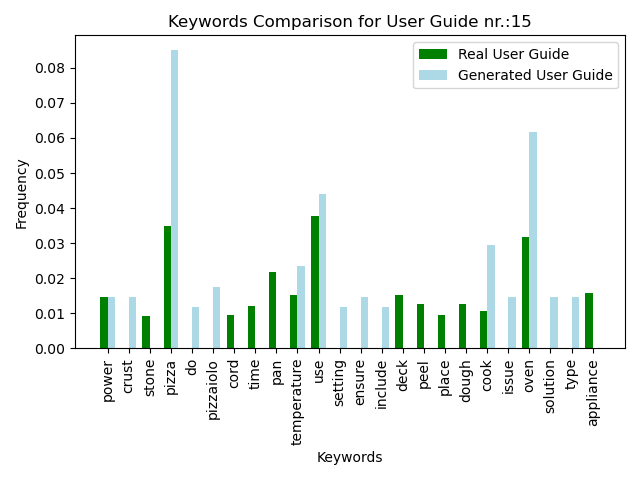 Keywords Comparison for User Guide nr.:15
Real User Guide
Generated User Guide
Frequency
0.08
0.07
0.06
0.05
0.04
0.03
0.02
0.01
0.00
power
crust
stone
pizza
do
pizzaiolo
cord
time
pan
temperature
use
setting
ensure
include
deck
peel
place
dough
cook
issue
oven
solution
type
appliance
Keywords